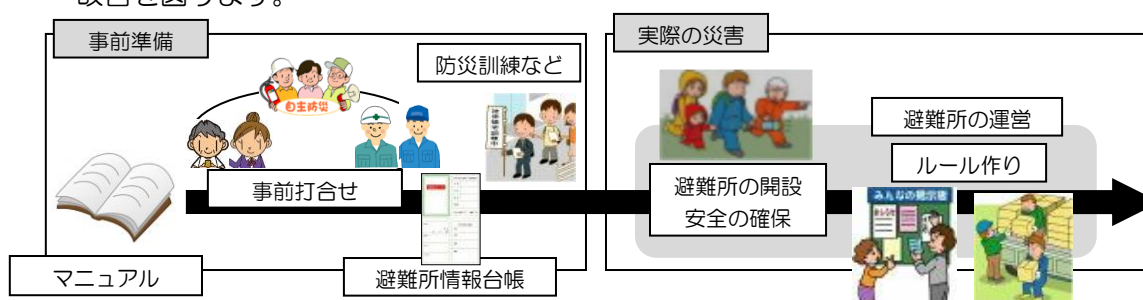 改善を図ります。
事前準備
防災訓練など
自主防災
事前打合せ
マニュアル
避難所情報台帳
実際の災害
避難所の運営
ルール作り
避難所の開設
安全の確保
みんなの掲示板